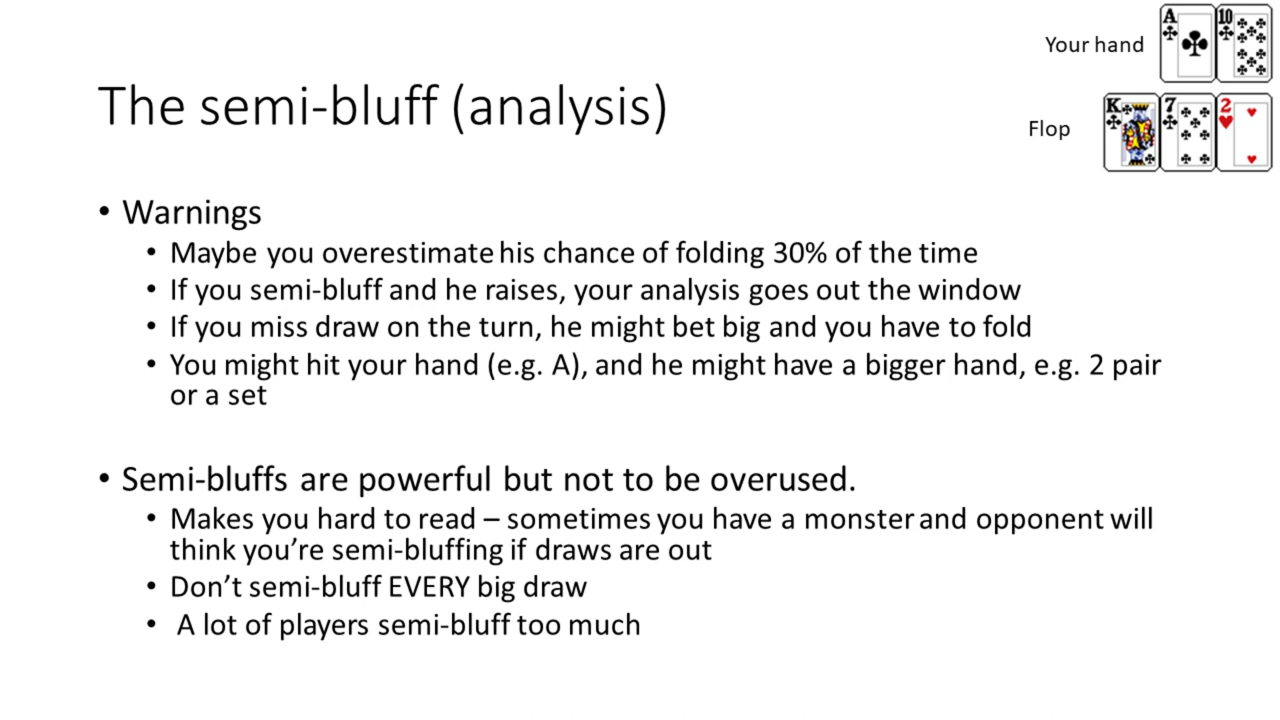 Your hand
A 10
The semi-bluff (analysis)
Flop
K 7 2
• Warnings
• Maybe you overestimate his chance of folding 30% of the time
• If you semi-bluff and he raises, your analysis goes out the window
• If you miss draw on the turn, he might bet big and you have to fold
• You might hit your hand (e.g. A), and he might have a bigger hand, e.g. 2 pair
or a set
• Semi-bluffs are powerful but not to be overused.
• Makes you hard to read – sometimes you have a monster and opponent will
think you’re semi-bluffing if draws are out
• Don’t semi-bluff EVERY big draw
• A lot of players semi-bluff too much